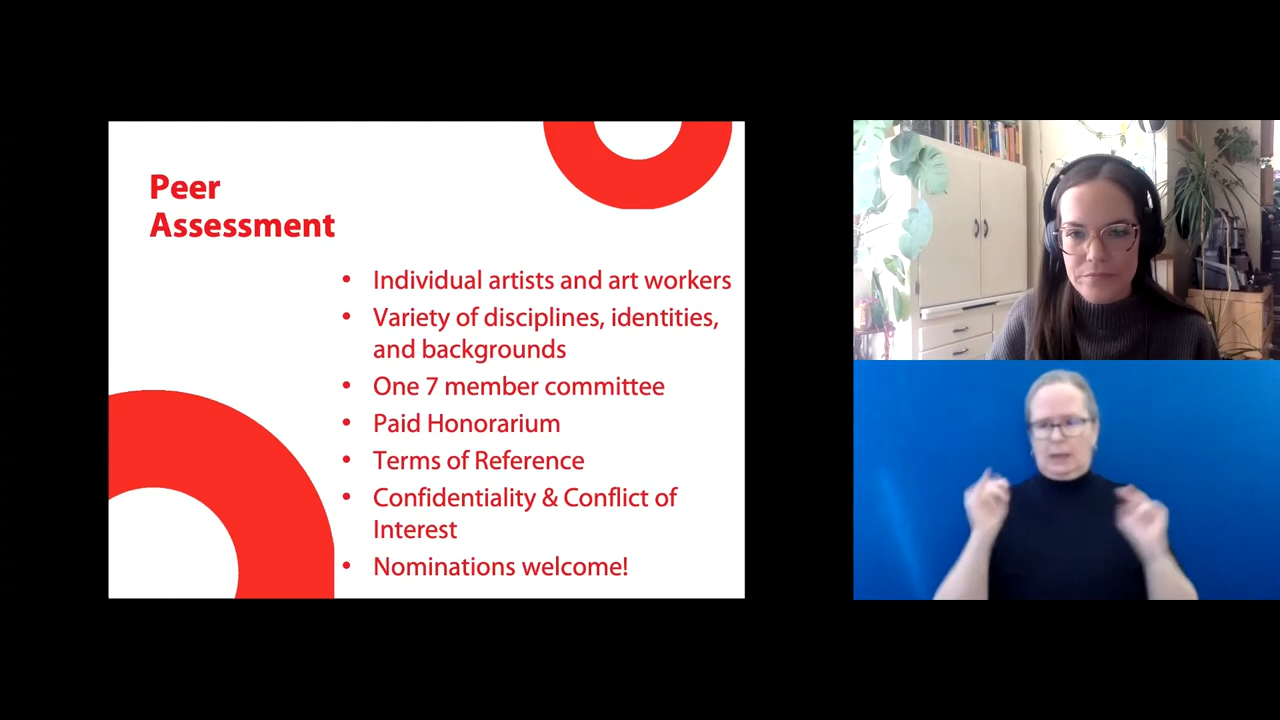 Peer
Assessment
• Individual artists and art workers
• Variety of disciplines, identities,
and backgrounds
• One 7 member committee
• Paid Honorarium
• Terms of Reference
• Confidentiality & Conflict of
Interest
• Nominations welcome!